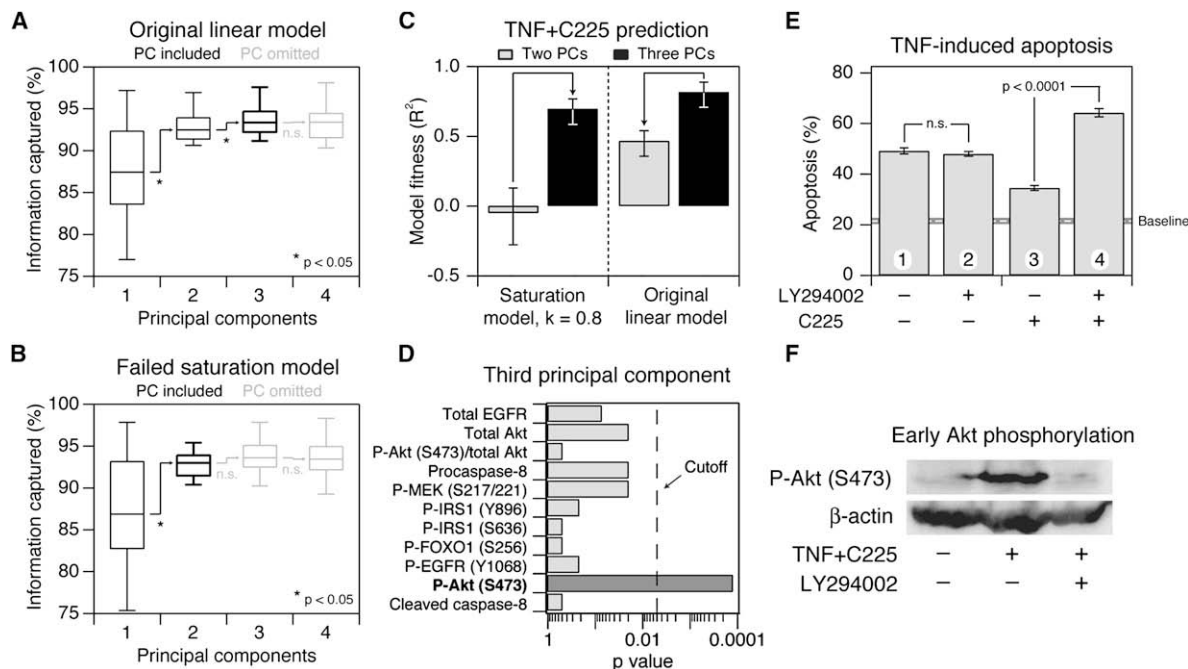 A
Original linear model
PC included PC omitted
Information captured (%)
100
95
90
85
80
75
*
*
n.s.
* p < 0.05
1 2 3 4
Principal components
B
Failed saturation model
PC included PC omitted
Information captured (%)
100
95
90
85
80
75
*
n.s.
n.s.
* p < 0.05
1 2 3 4
Principal components
C
TNF+C225 prediction
Two PCs Three PCs
Model fitness (R²)
1.0
0.5
0.0
-0.5
Saturation
model, k = 0.8
Original
linear model
D
Third principal component
Total EGFR
Total Akt
P-Akt (S473)/total Akt
Procaspase-8
P-MEK (S217/221)
P-IRS1 (Y896)
P-IRS1 (S636)
P-FOXO1 (S256)
P-EGFR (Y1068)
P-Akt (S473)
Cleaved caspase-8
Cutoff
1 0.01 0.0001
p value
E
TNF-induced apoptosis
Apoptosis (%)
80
60
40
20
0
n.s.
p < 0.0001
Baseline
1 2 3 4
LY294002 – + – +
C225 – – + +
F
Early Akt phosphorylation
P-Akt (S473)
β-actin
TNF+C225 – + +
LY294002 – – +